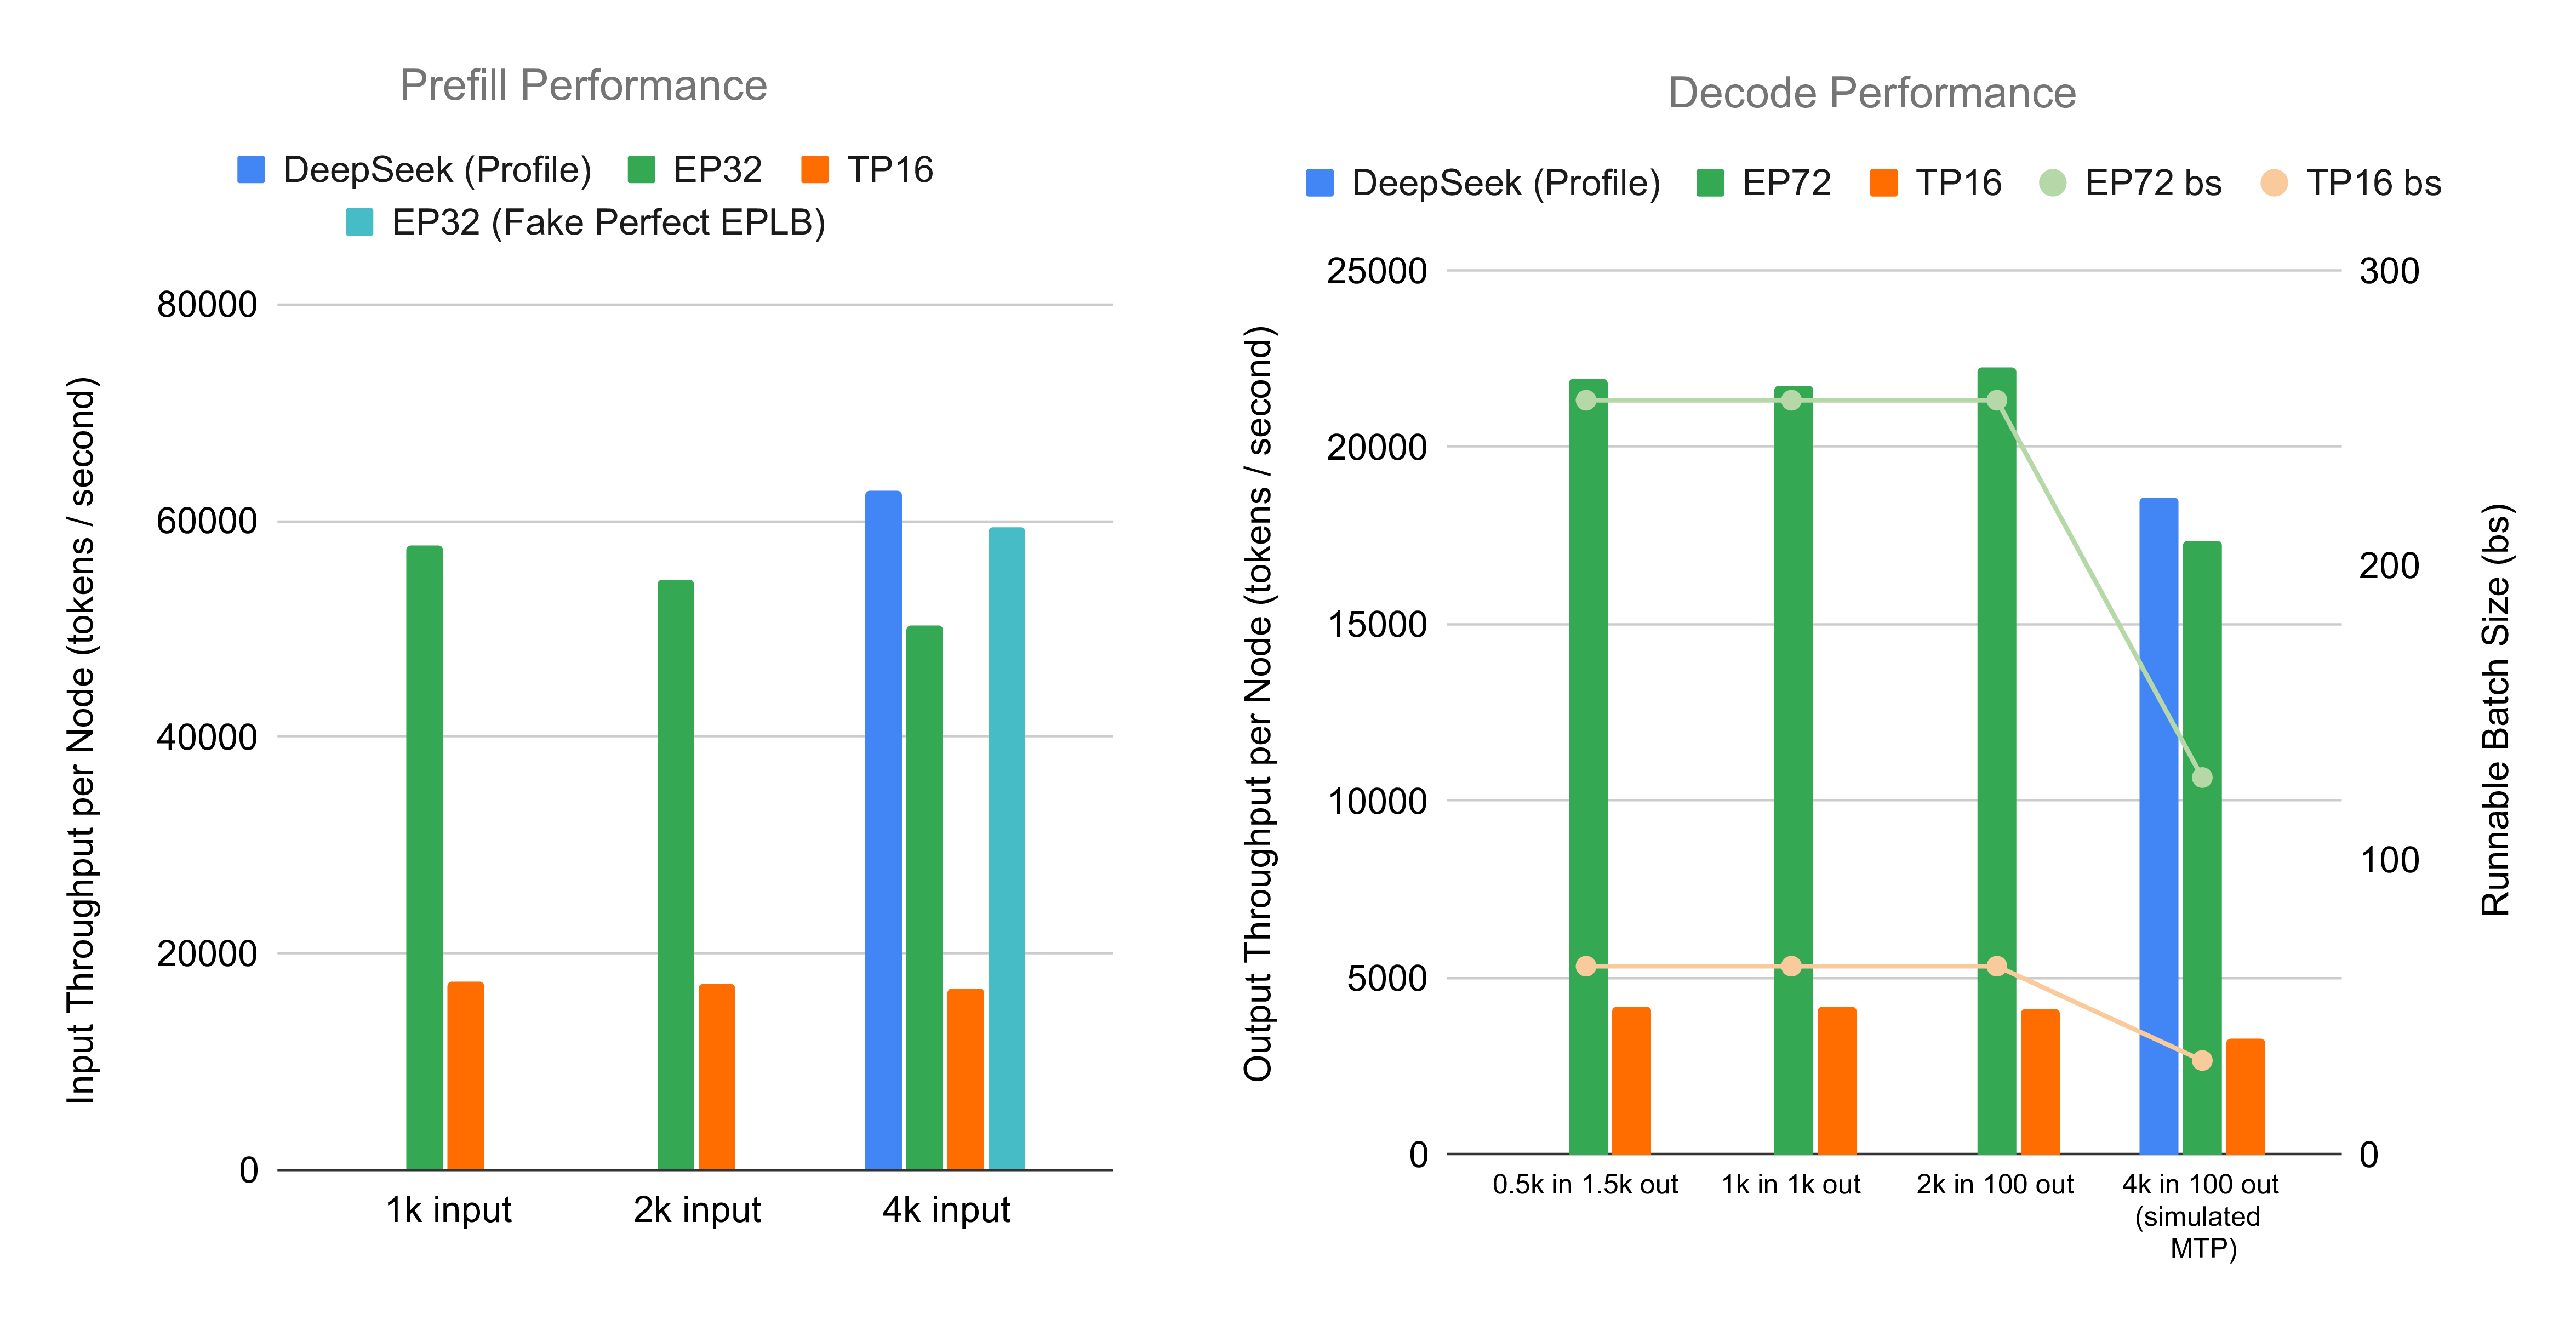 Prefill Performance
DeepSeek (Profile) EP32 TP16
EP32 (Fake Perfect EPLB)
Input Throughput per Node (tokens / second)
80000
60000
40000
20000
0
1k input 2k input 4k input
Decode Performance
DeepSeek (Profile) EP72 TP16 EP72 bs TP16 bs
Output Throughput per Node (tokens / second)
25000
20000
15000
10000
5000
0
300
200
100
0
Runnable Batch Size (bs)
0.5k in 1.5k out 1k in 1k out 2k in 100 out 4k in 100 out
(simulated
MTP)